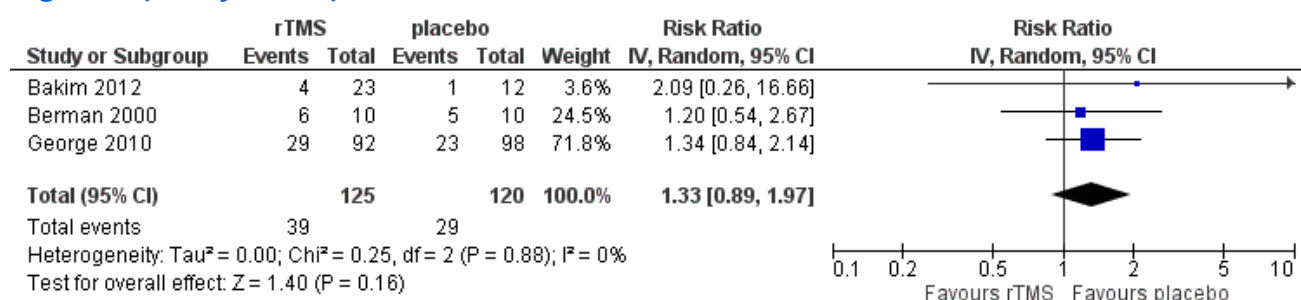 rTMS placebo Risk Ratio Risk Ratio
Study or Subgroup Events Total Events Total Weight IV, Random, 95% CI IV, Random, 95% CI
Bakim 2012 4 23 1 12 3.6% 2.09 [0.26, 16.66]
Berman 2000 6 10 5 10 24.5% 1.20 [0.54, 2.67]
George 2010 29 92 23 98 71.8% 1.34 [0.84, 2.14]
Total (95% CI) 125 120 100.0% 1.33 [0.89, 1.97]
Total events 39 29
Heterogeneity: Tau² = 0.00; Chi² = 0.25, df = 2 (P = 0.88); I² = 0%
Test for overall effect: Z = 1.40 (P = 0.16)
0.1 0.2 0.5 1 2 5 10
Favours rTMS Favours placebo